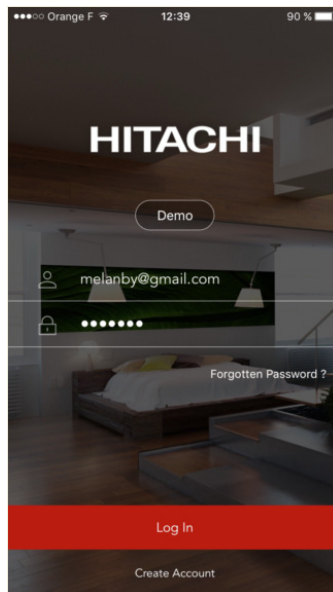 Orange F 12:39 90 %
HITACHI
Demo
melanby@gmail.com
•••••••
Forgotten Password ?
Log In
Create Account